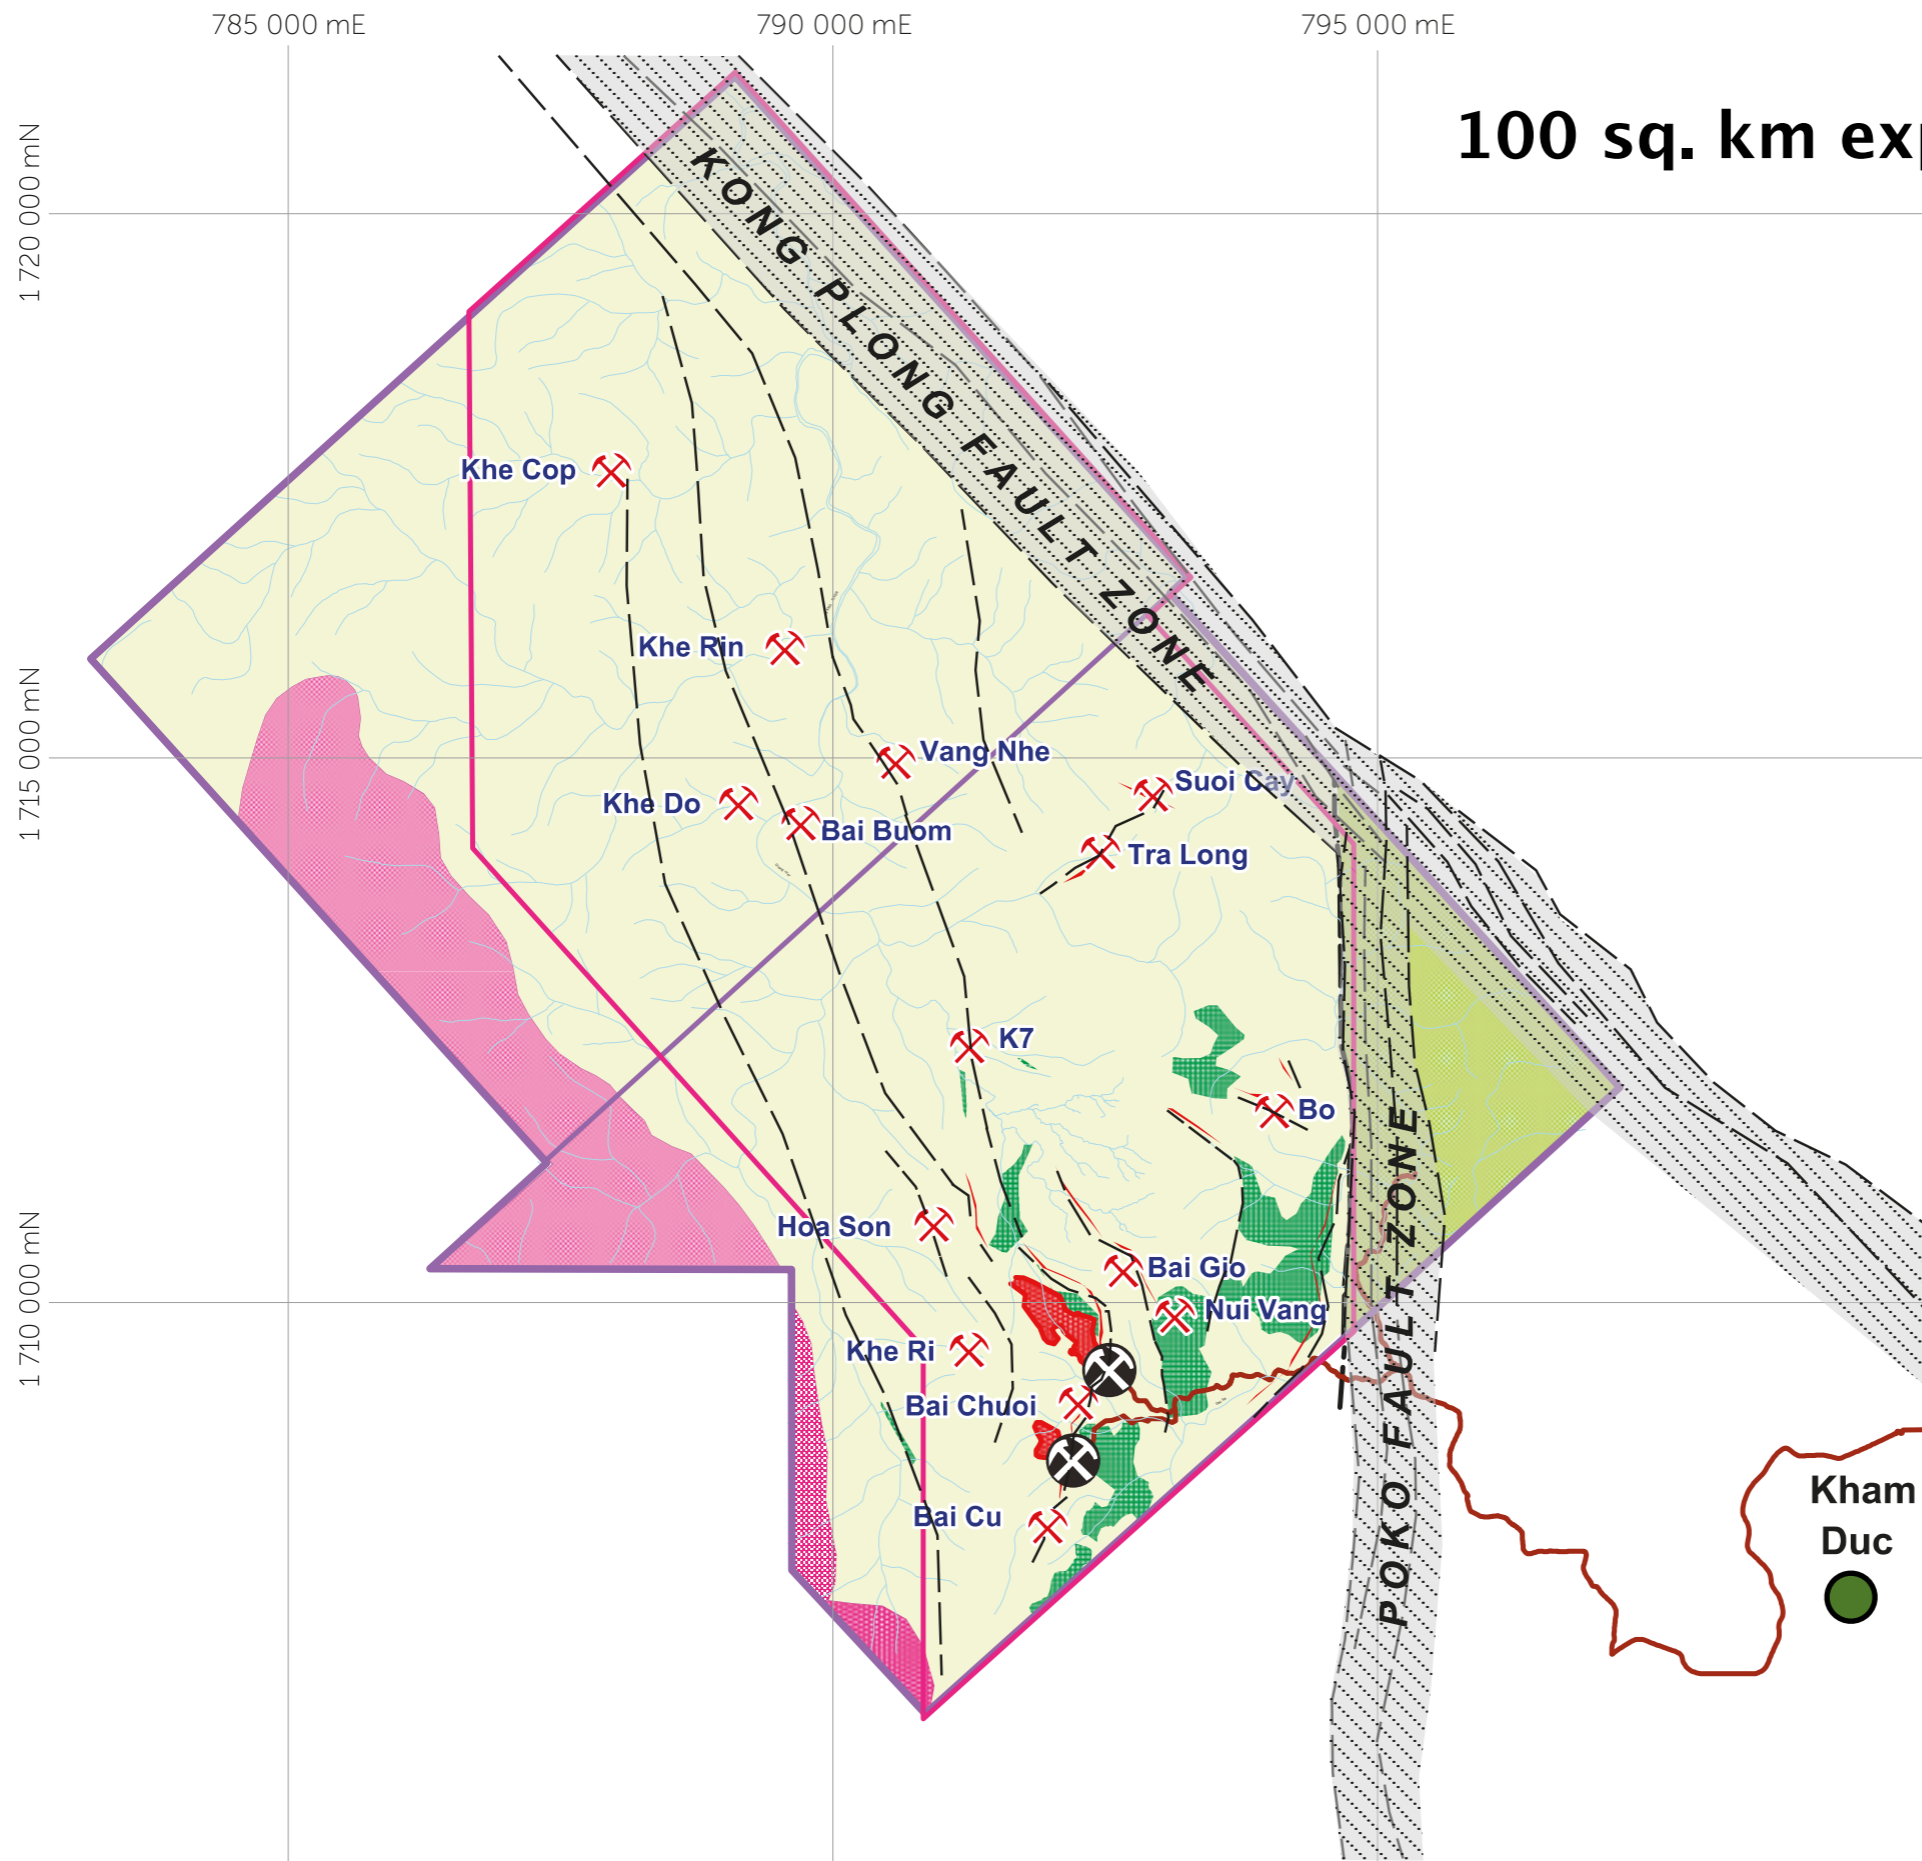 785 000 mE
790 000 mE
795 000 mE
100 sq. km exp
1 720 000 mN
KONG PLONG FAULT ZONE
Khe Cop
Khe Rin
1 715 000 mN
Vang Nhe
Suoi Cay
Khe Do
Bai Buom
Tra Long
K7
Bo
1 710 000 mN
Hoa Son
Bai Gio
Nui Vang
Khe Ri
Bai Chuoi
Bai Cu
POKO FAULT ZONE
Kham
Duc